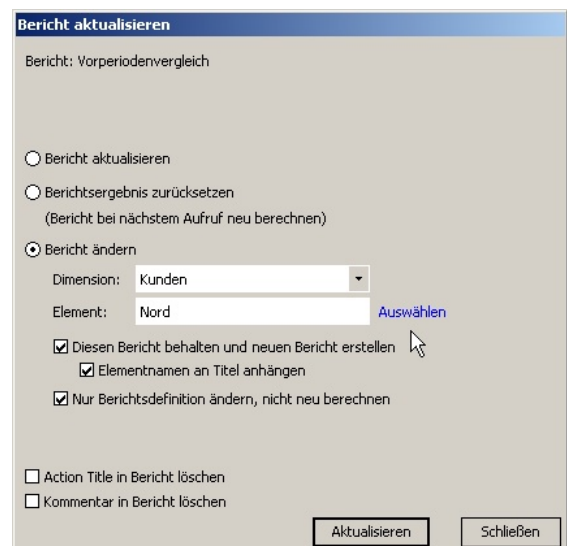 Bericht aktualisieren
Bericht: Vorperiodenvergleich
Bericht aktualisieren
Berichtsergebnis zurücksetzen
(Bericht bei nächstem Aufruf neu berechnen)
Bericht ändern
Dimension: Kunden
Element: Nord Auswählen
Diesen Bericht behalten und neuen Bericht erstellen
Elementnamen an Titel anhängen
Nur Berichtsdefinition ändern, nicht neu berechnen
Action Title in Bericht löschen
Kommentar in Bericht löschen
Aktualisieren Schließen